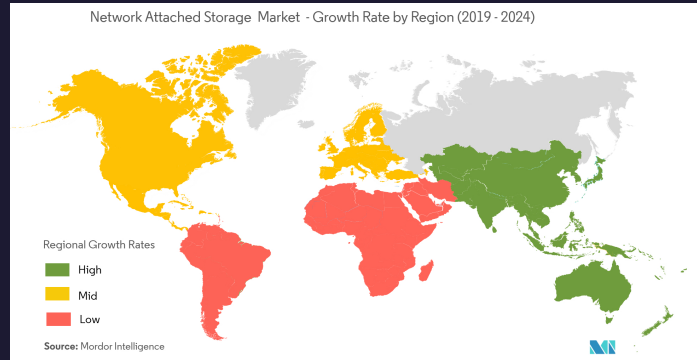 Network Attached Storage Market - Growth Rate by Region (2019 - 2024)
Regional Growth Rates
High
Mid
Low
Source: Mordor Intelligence